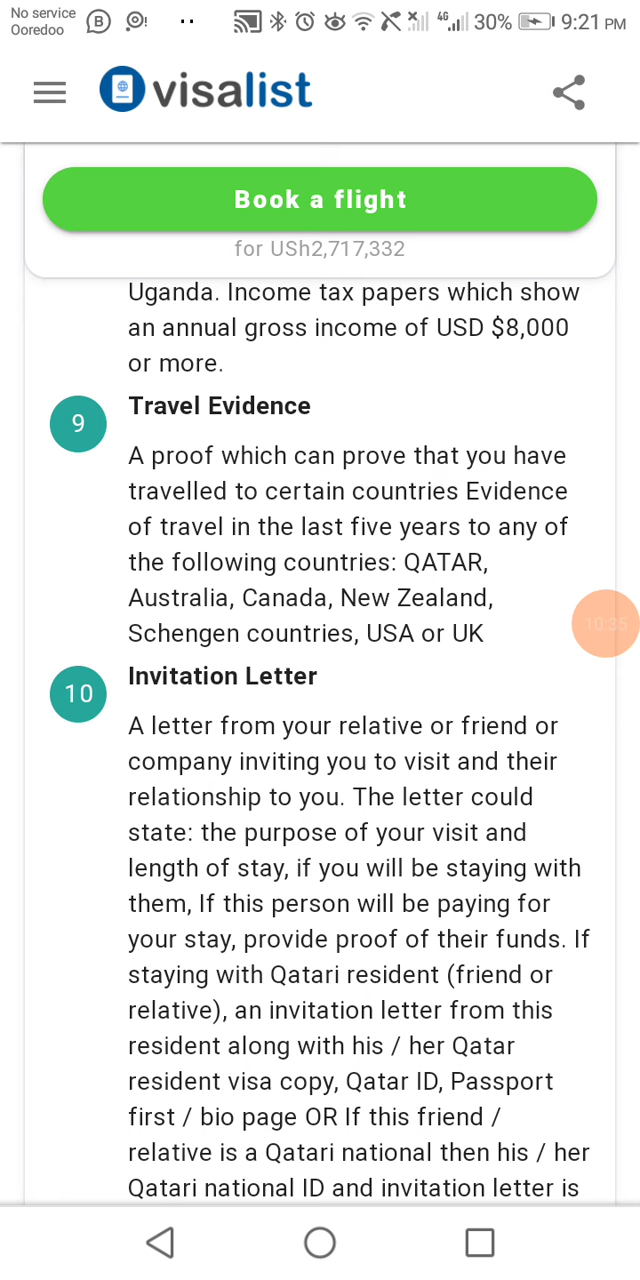 No service
Ooredoo
4G
30%
9:21 PM
visalist
Book a flight
for USh2,717,332
Uganda. Income tax papers which show
an annual gross income of USD $8,000
or more.
9
Travel Evidence
A proof which can prove that you have
travelled to certain countries Evidence
of travel in the last five years to any of
the following countries: QATAR,
Australia, Canada, New Zealand,
Schengen countries, USA or UK
10:35
10
Invitation Letter
A letter from your relative or friend or
company inviting you to visit and their
relationship to you. The letter could
state: the purpose of your visit and
length of stay, if you will be staying with
them, If this person will be paying for
your stay, provide proof of their funds. If
staying with Qatari resident (friend or
relative), an invitation letter from this
resident along with his / her Qatar
resident visa copy, Qatar ID, Passport
first / bio page OR If this friend /
relative is a Qatari national then his / her
Qatari national ID and invitation letter is